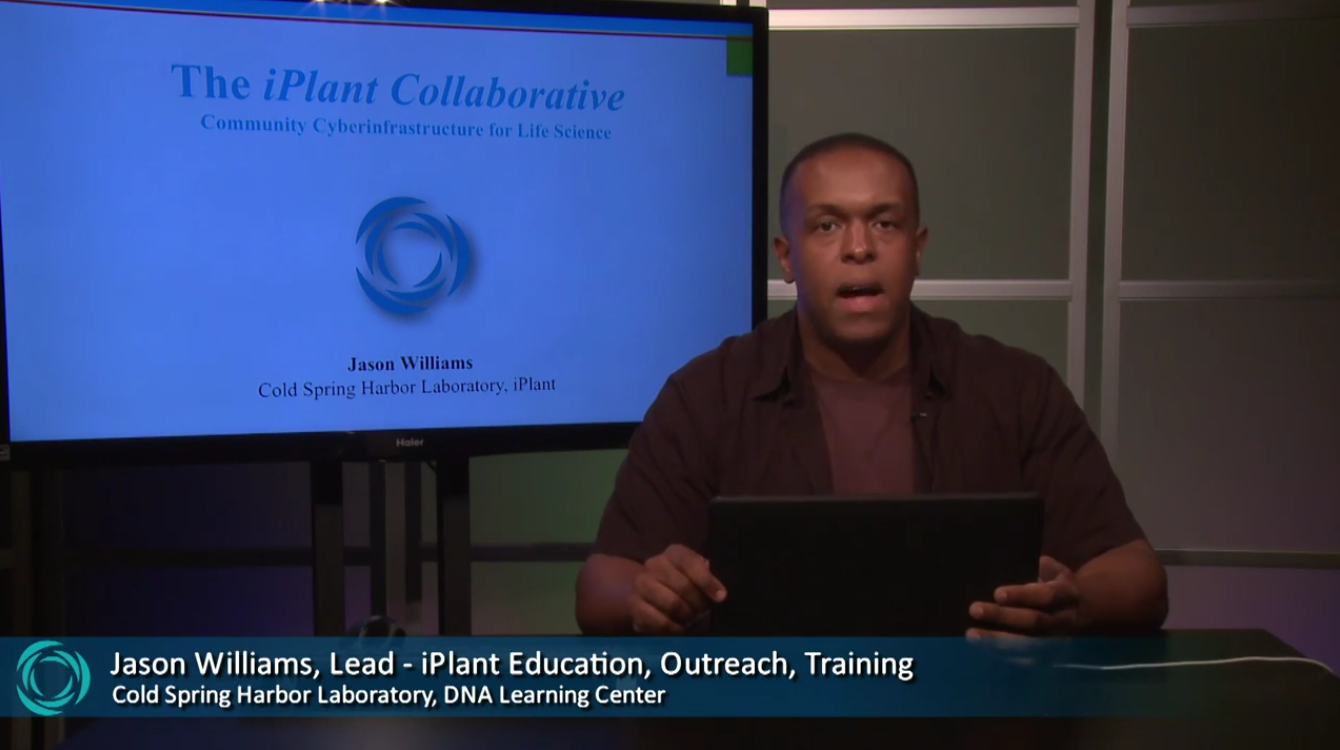 The iPlant Collaborative
Community Cyberinfrastructure for Life Science
Jason Williams
Cold Spring Harbor Laboratory, iPlant
Haier
Jason Williams, Lead - iPlant Education, Outreach, Training
Cold Spring Harbor Laboratory, DNA Learning Center